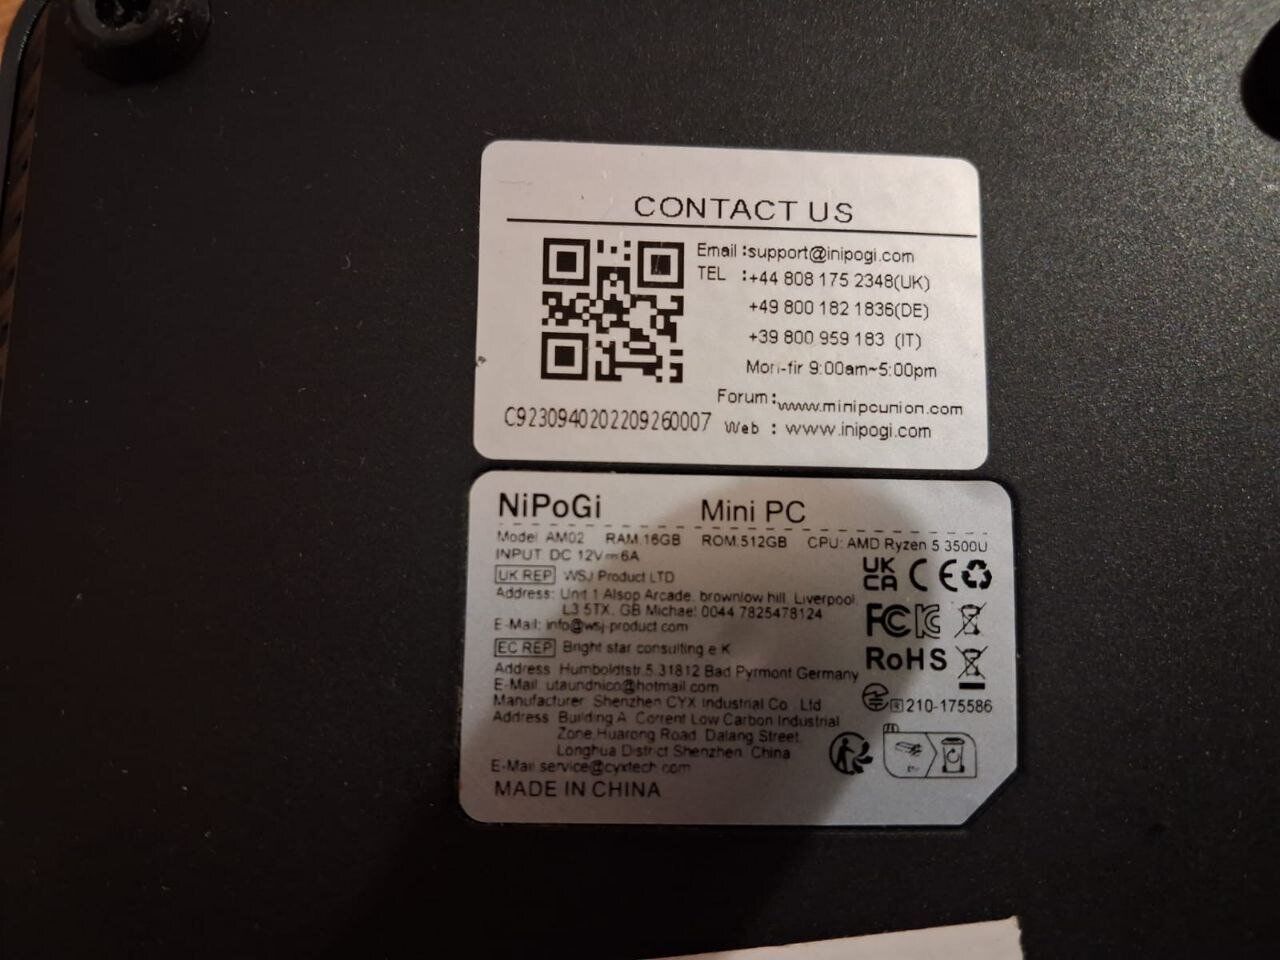 CONTACT US
Email :support@inipogi.com
TEL :+44 808 175 2348(UK)
+49 800 182 1836(DE)
+39 800 959 183 (IT)
Mon-fir 9:00am~5:00pm
Forum:www.minipcunion.com
C9230940202209260007 Web : www.inipogi.com
NiPoGi Mini PC
Model AM02 RAM:16GB ROM:512GB CPU: AMD Ryzen 5 3500U
INPUT DC 12V⎓6A
UK REP WSJ Product LTD
Address: Unit 1 Alsop Arcade, brownlow hill, Liverpool
L3 5TX, GB Michael 0044 7825478124
E-Mail: info@wsj-product.com
EC REP Bright star consulting e K
Address Humboldtstr.5.31812 Bad Pyrmont Germany
E-Mail utaundnico@hotmail.com
Manufacturer Shenzhen CYX Industrial Co., Ltd
Address Building A Corrent Low Carbon Industrial
Zone,Huarong Road Dalang Street,
Longhua District Shenzhen China
E-Mail service@cyxtech.com
MADE IN CHINA
UK CA CE
FC KC
RoHS
R 210-175586